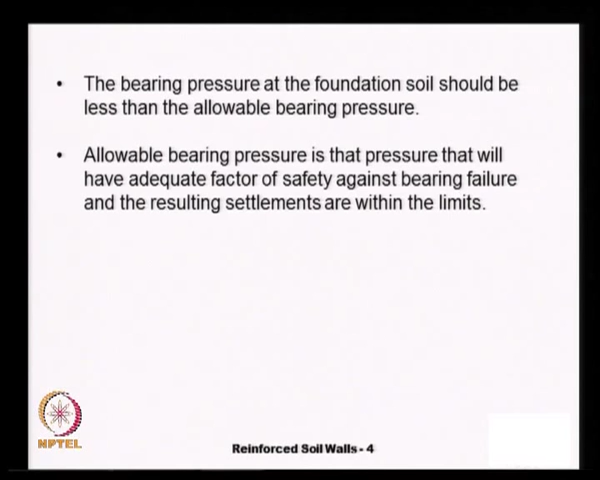 • The bearing pressure at the foundation soil should be
less than the allowable bearing pressure.
• Allowable bearing pressure is that pressure that will
have adequate factor of safety against bearing failure
and the resulting settlements are within the limits.
NPTEL
Reinforced Soil Walls - 4